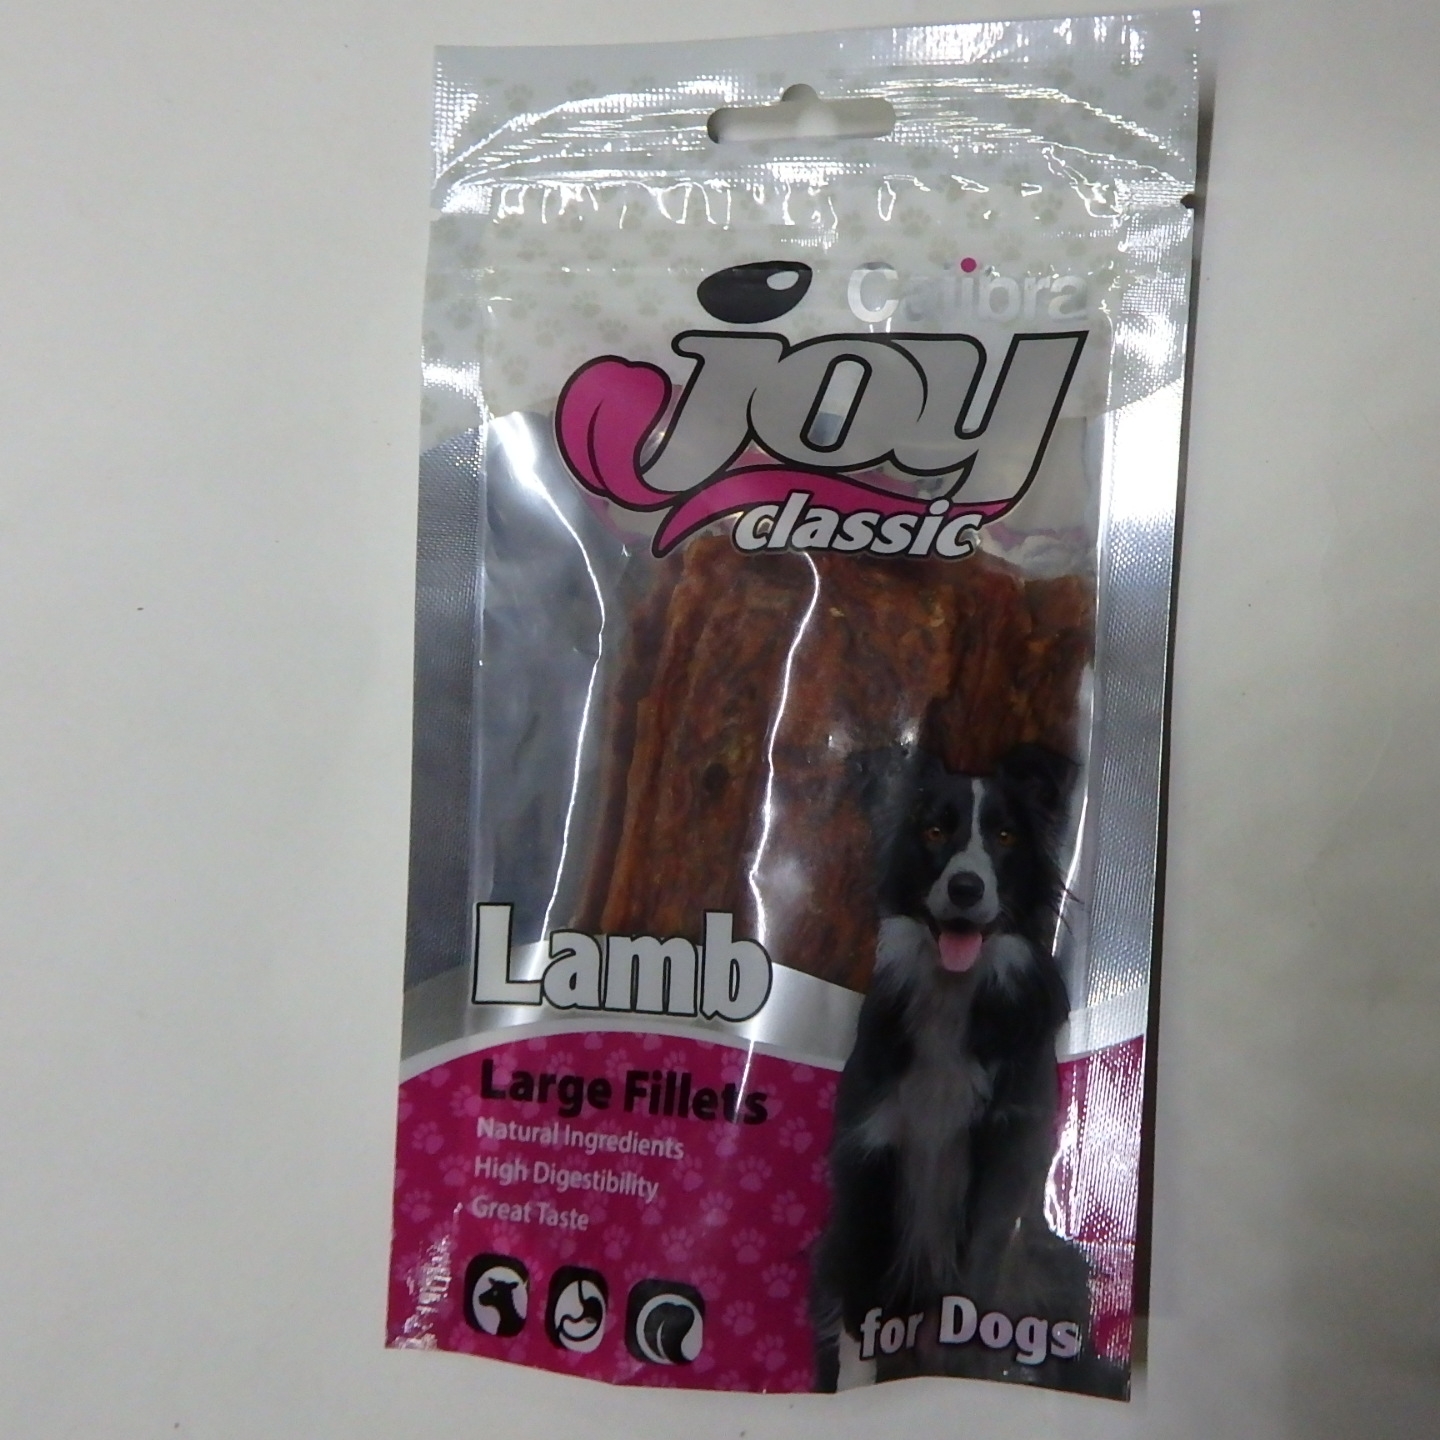 Calibra
joy
classic
Lamb
Large Fillets
Natural Ingredients
High Digestibility
Great Taste
for Dogs